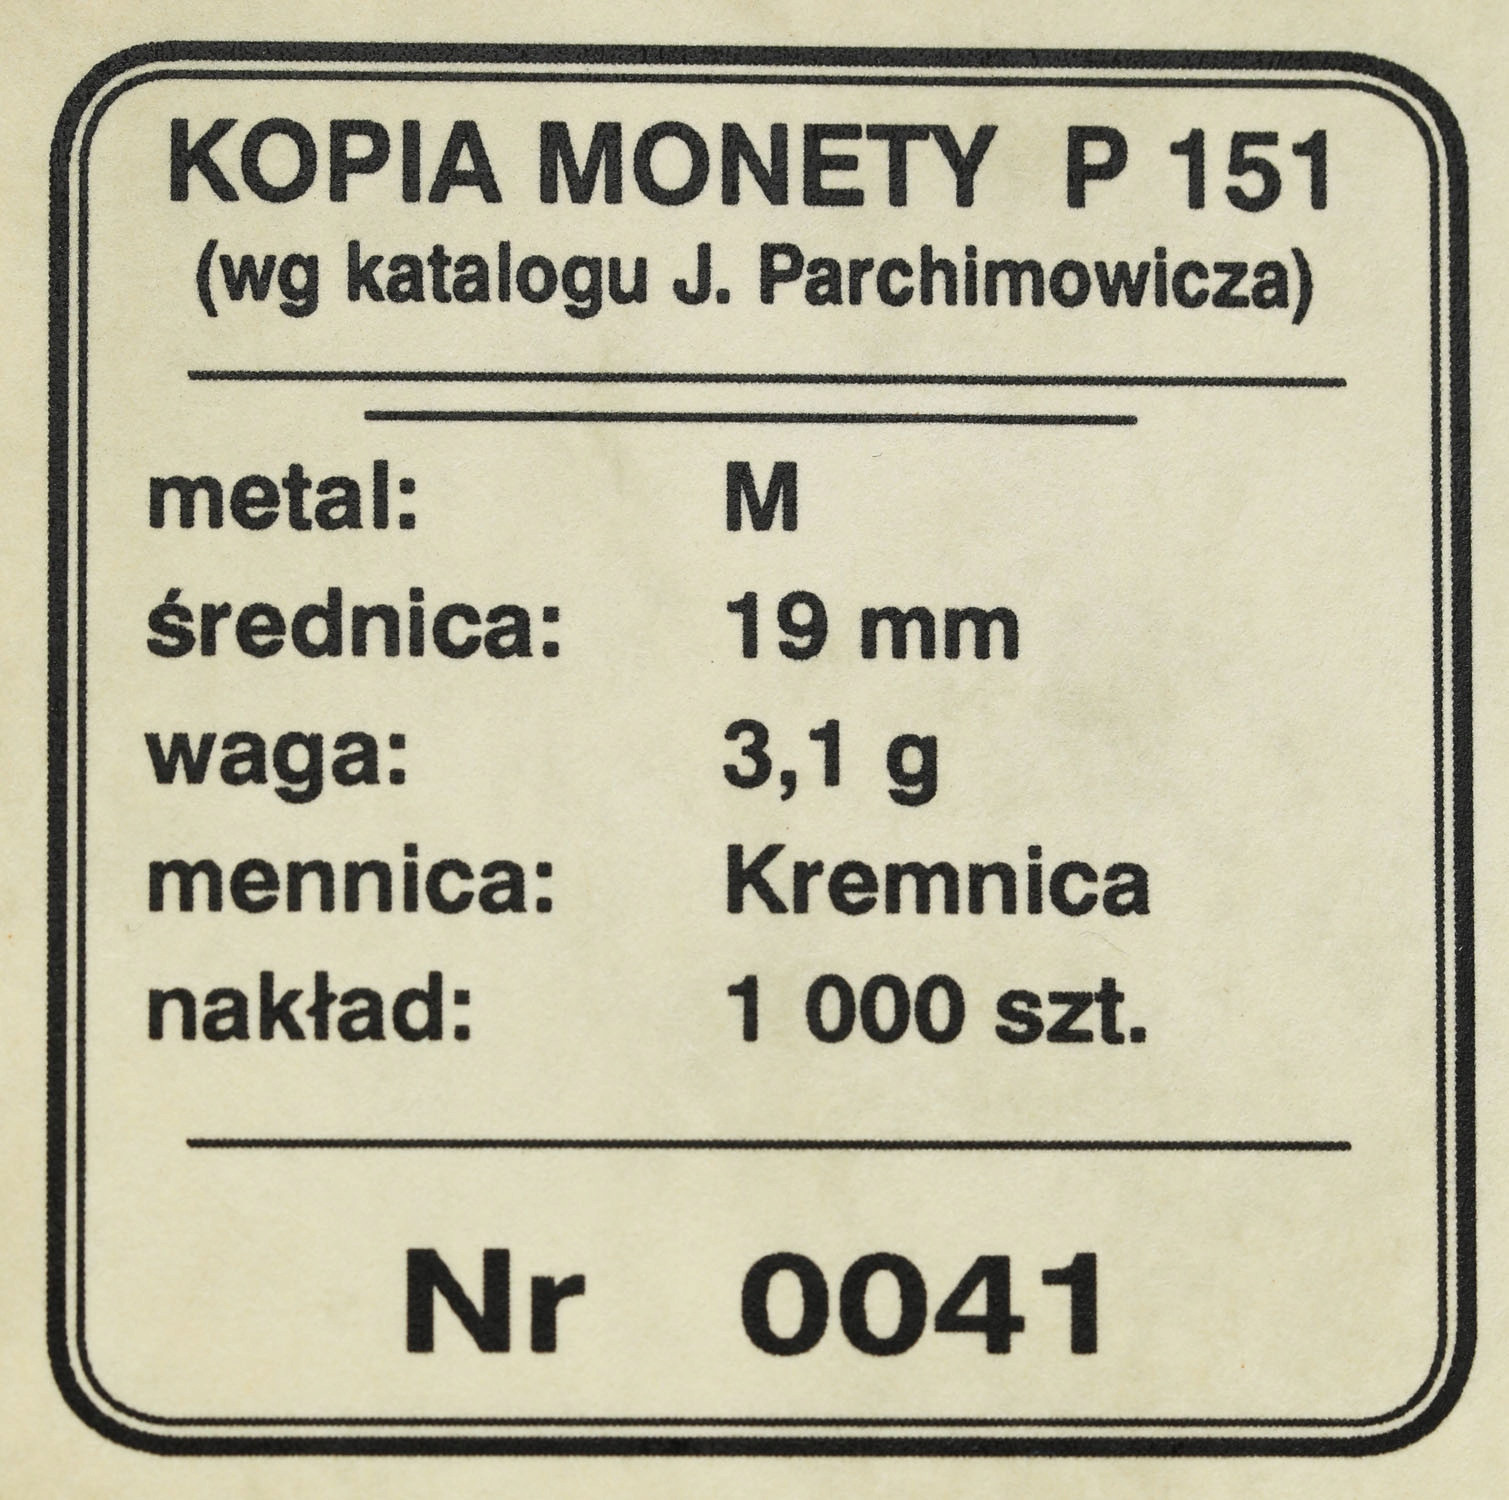 KOPIA MONETY P 151
(wg katalogu J. Parchimowicza)
metal: M
średnica: 19 mm
waga: 3,1 g
mennica: Kremnica
nakład: 1 000 szt.
Nr 0041